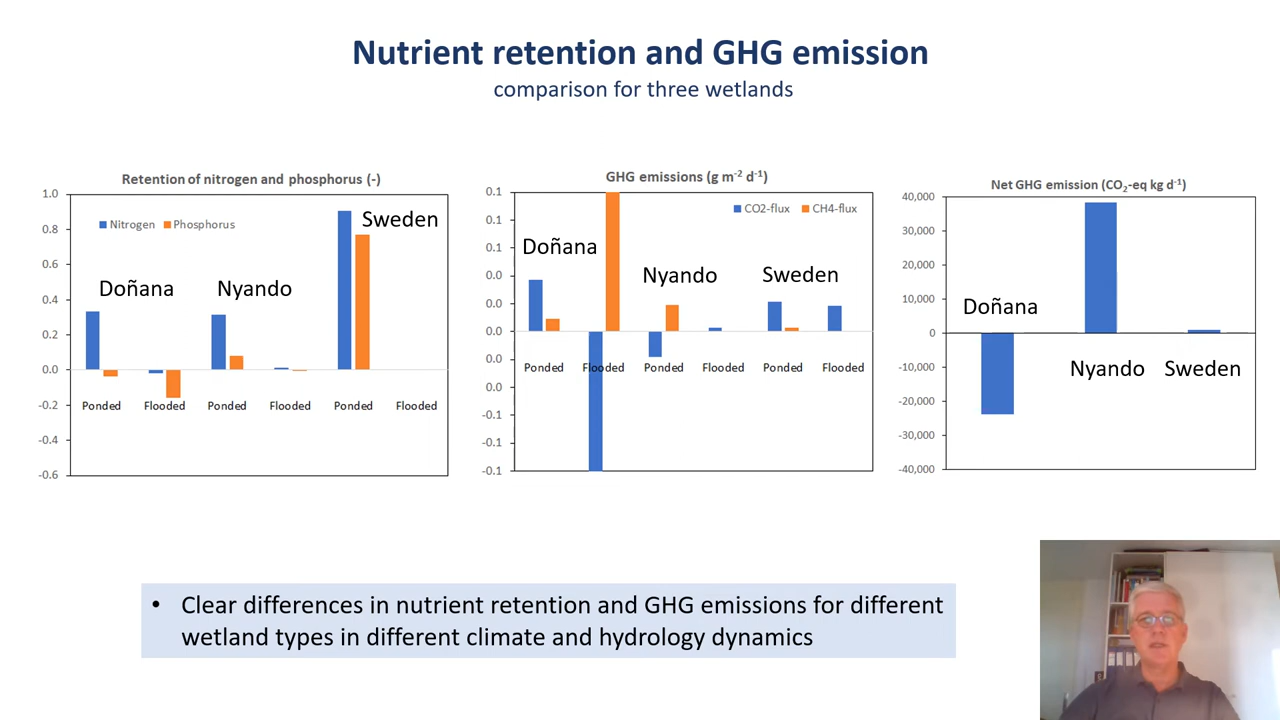 Nutrient retention and GHG emission
comparison for three wetlands
Retention of nitrogen and phosphorus (-)
1.0
0.8
0.6
0.4
0.2
0.0
-0.2
-0.4
-0.6
Nitrogen Phosphorus
Doñana
Nyando
Sweden
Ponded Flooded Ponded Flooded Ponded Flooded
GHG emissions (g m⁻² d⁻¹)
0.1
0.1
0.1
0.0
0.0
0.0
0.0
0.0
-0.1
-0.1
-0.1
CO2-flux CH4-flux
Doñana
Nyando
Sweden
Ponded Flooded Ponded Flooded Ponded Flooded
Net GHG emission (CO₂-eq kg d⁻¹)
40,000
30,000
20,000
10,000
0
-10,000
-20,000
-30,000
-40,000
Doñana
Nyando Sweden
• Clear differences in nutrient retention and GHG emissions for different
wetland types in different climate and hydrology dynamics